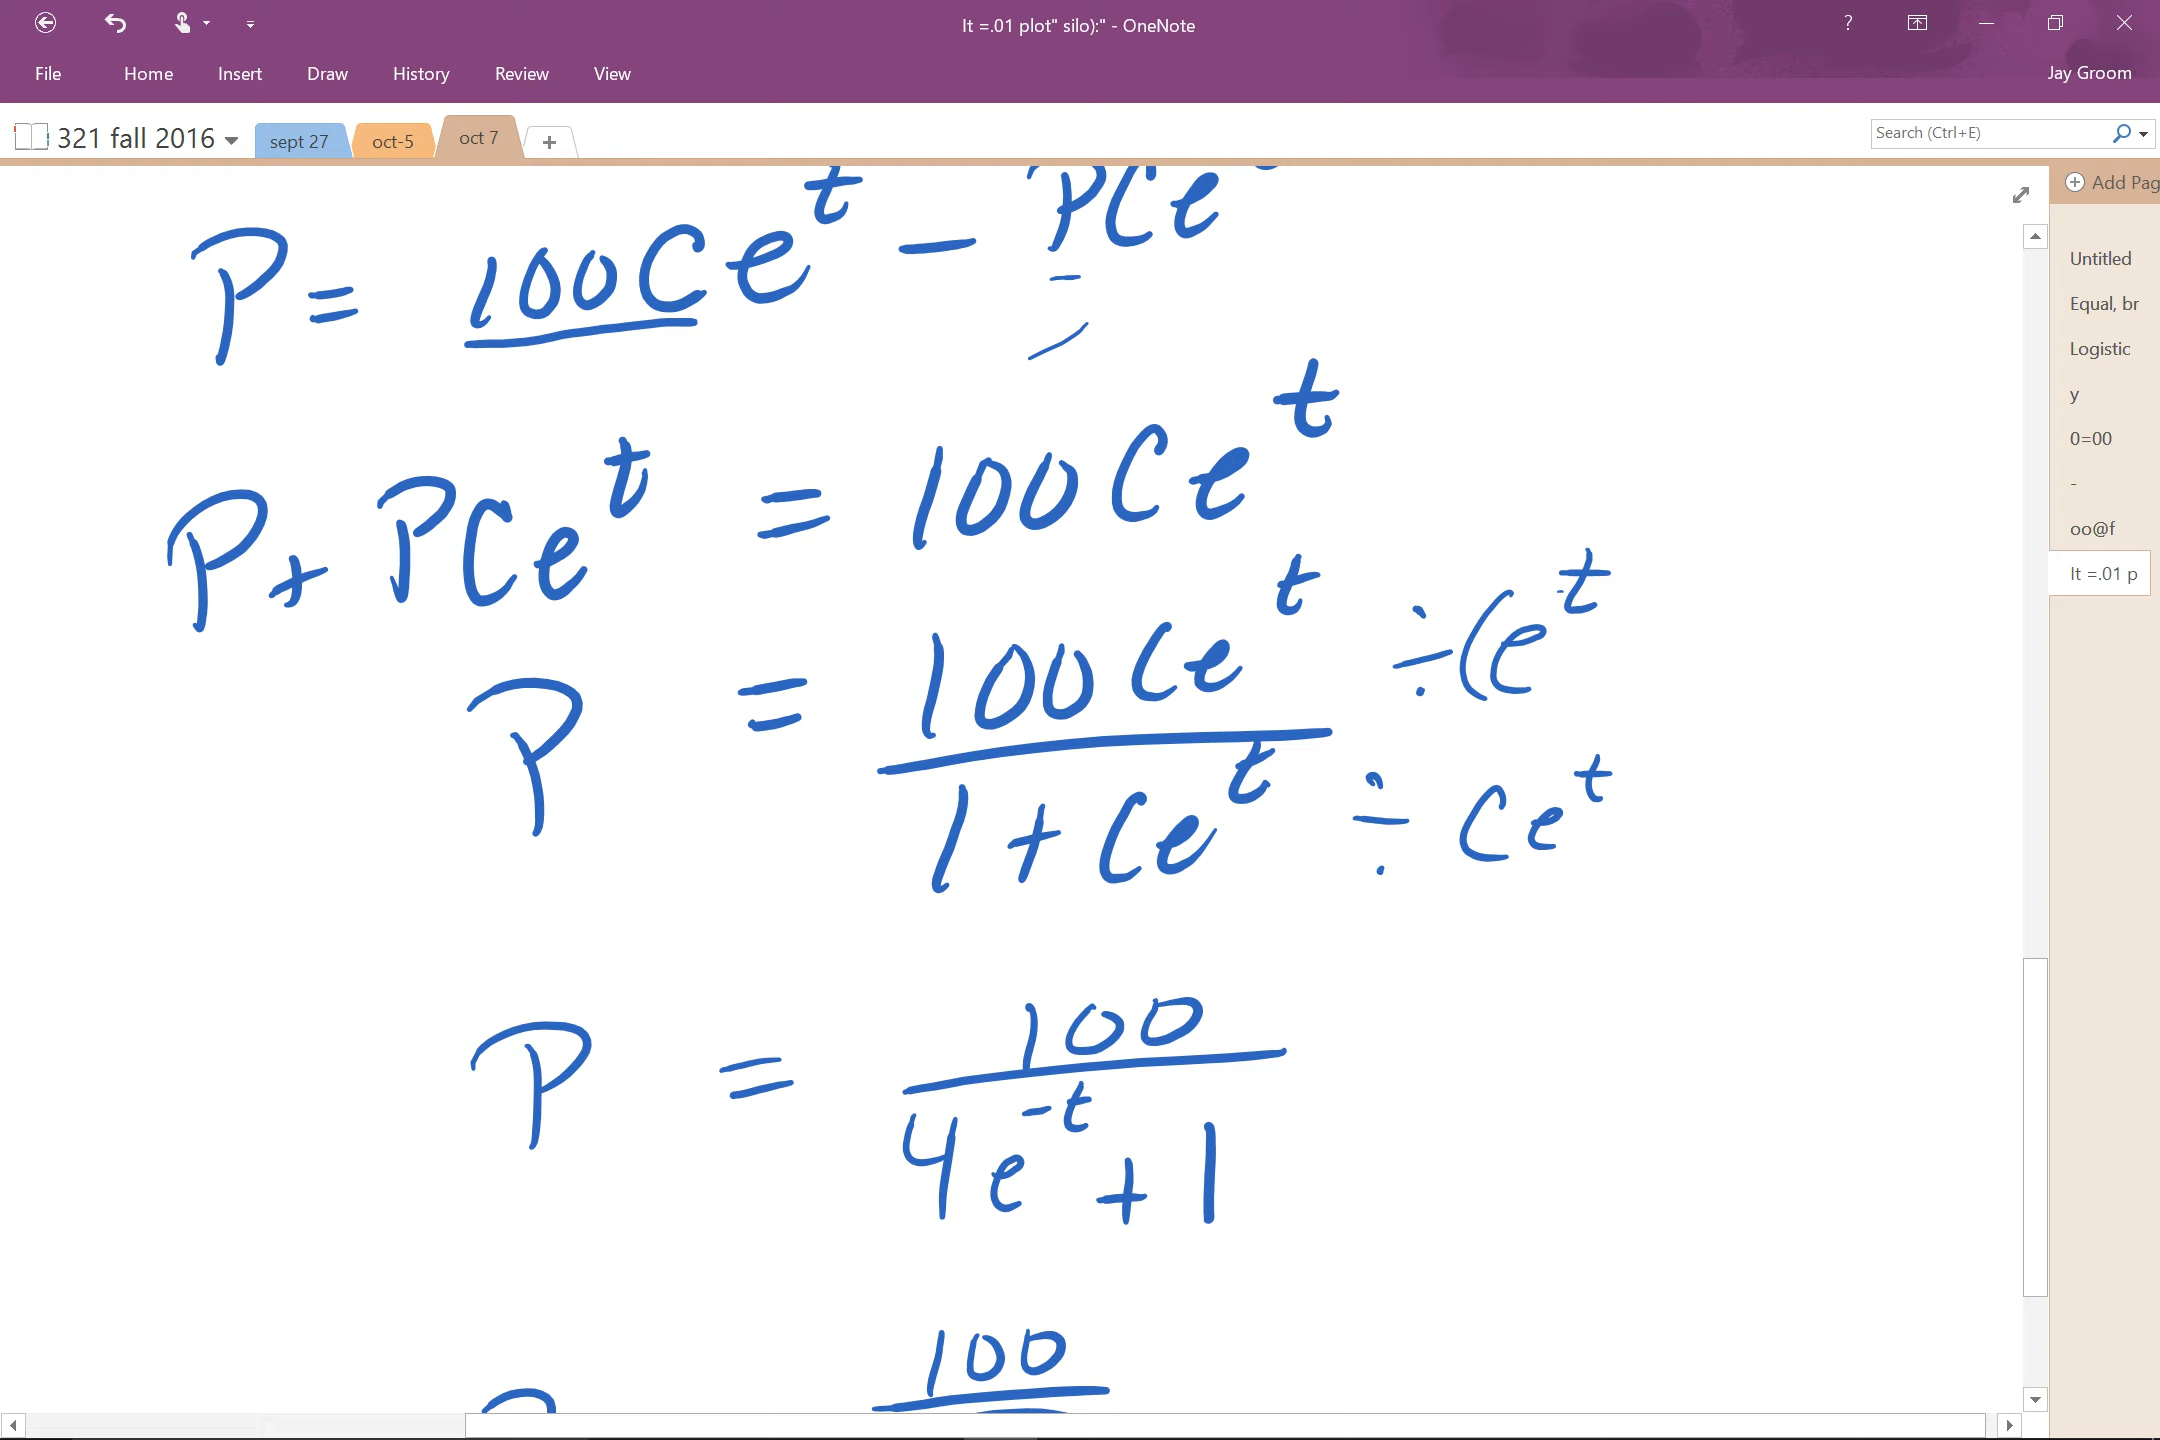 It =.01 plot" silo):" - OneNote
?
File Home Insert Draw History Review View
Jay Groom
321 fall 2016 sept 27 oct-5 oct 7 +
Search (Ctrl+E)
Add Pag
Untitled
Equal, br
Logistic
y
0=00
-
oo@f
It =.01 p
P = 100Ce^t - PCe
P + PCe^t = 100Ce^t
P = 100Ce^t ÷ (e^t
1 + Ce^t ÷ Ce^t
P = 100
4e^-t + 1
100